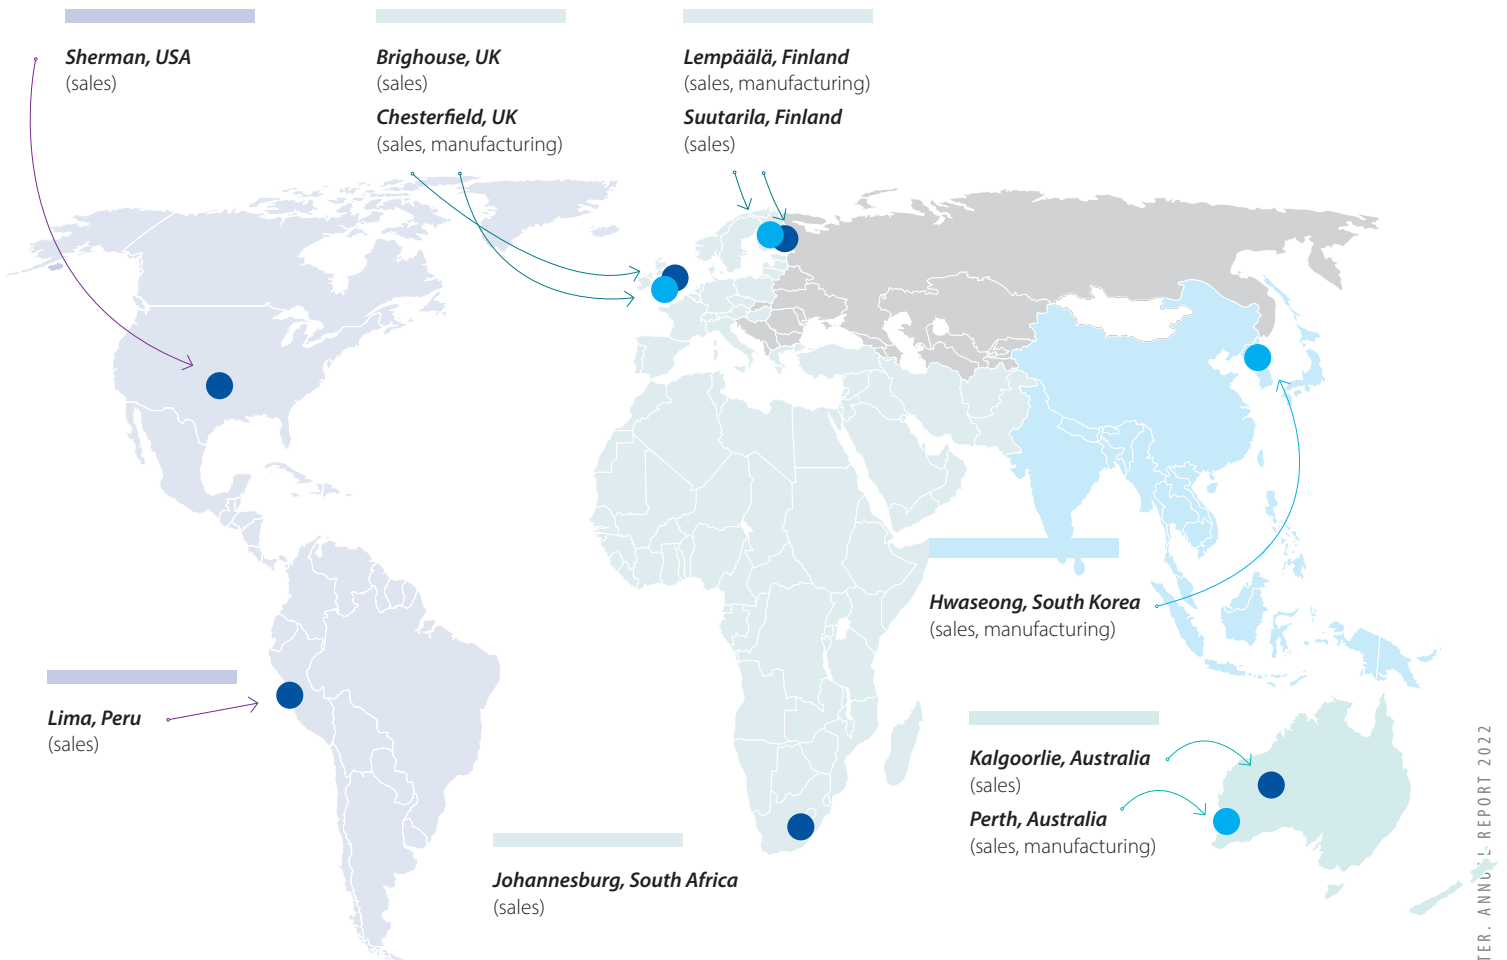 Sherman, USA
(sales)
Brighouse, UK
(sales)
Chesterfield, UK
(sales, manufacturing)
Lempäälä, Finland
(sales, manufacturing)
Suutarila, Finland
(sales)
Hwaseong, South Korea
(sales, manufacturing)
Lima, Peru
(sales)
Kalgoorlie, Australia
(sales)
Perth, Australia
(sales, manufacturing)
Johannesburg, South Africa
(sales)
REPORT 2022